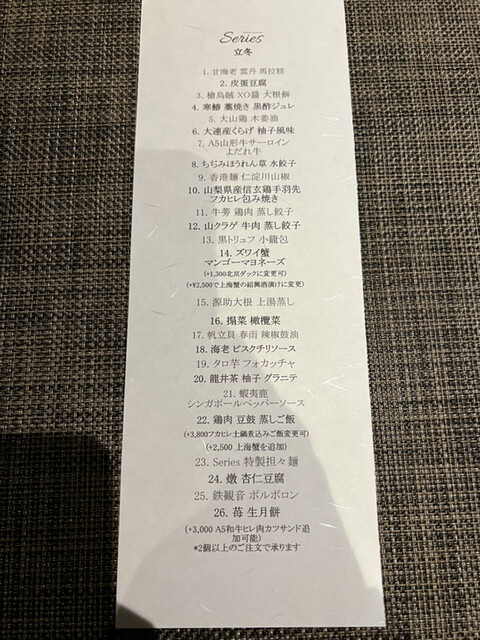 Series
立冬
1. 甘海老 雲丹 馬拉糕
2. 皮蛋豆腐
3. 槍烏賊 XO醤 大根餅
4. 寒鰆 藁焼き 黒酢ジュレ
5. 大山鶏 木姜油
6. 大連産くらげ 柚子風味
7. A5山形牛サーロイン
よだれ牛
8. ちぢみほうれん草 水餃子
9. 香港麺 仁淀川山椒
10. 山梨県産信玄鶏手羽先
フカヒレ包み焼き
11. 牛蒡 鶏肉 蒸し餃子
12. 山クラゲ 牛肉 蒸し餃子
13. 黒トリュフ 小籠包
14. ズワイ蟹
マンゴーマヨネーズ
(+1,300北京ダックに変更可)
(+¥2,500で上海蟹の紹興酒漬けに変更)
15. 源助大根 上湯蒸し
16. 搨菜 橄欖菜
17. 帆立貝 春雨 辣椒鼓油
18. 海老 ビスクチリソース
19. タロ芋 フォカッチャ
20. 龍井茶 柚子 グラニテ
21. 蝦夷鹿
シンガポールペッパーソース
22. 鶏肉 豆鼓 蒸しご飯
(+3,800フカヒレ土鍋煮込みご飯変更可)
(+2,500 上海蟹を追加)
23. Series 特製担々麺
24. 燉 杏仁豆腐
25. 鉄観音 ポルボロン
26. 苺 生月餅
(+3,000 A5和牛ヒレ肉カツサンド追
加可能)
*2個以上のご注文で承ります